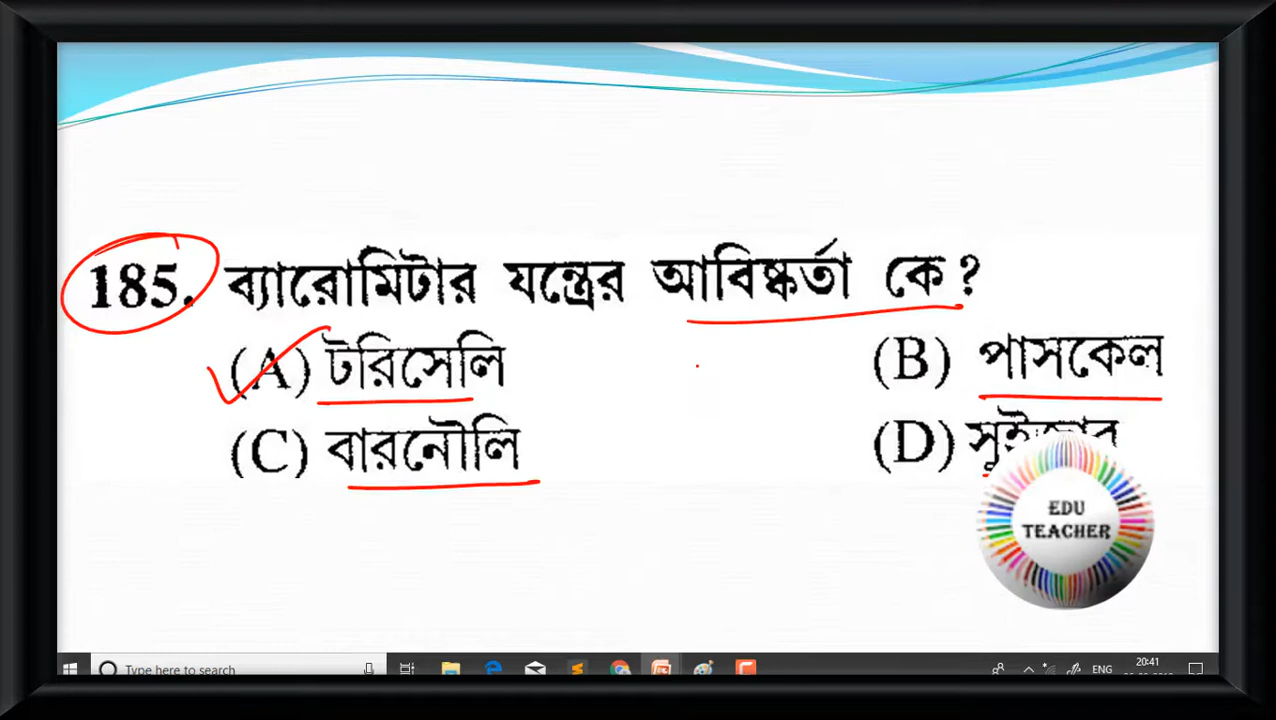 185. ব্যারোমিটার যন্ত্রের আবিষ্কর্তা কে ?
(A) টরিসেলি (B) পাসকেল
(C) বারনৌলি (D)
EDU
TEACHER
Type here to search ENG 20:41